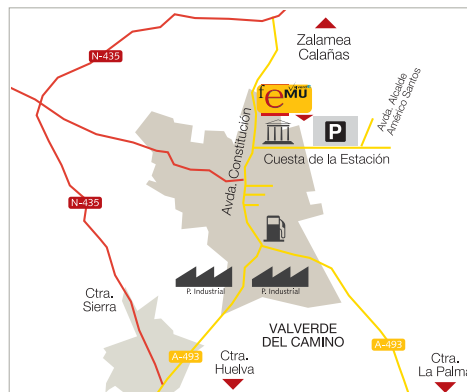 Zalamea
Calañas
N-435
feMU
P
Avda. Alcalde
Américo Santos
Avda. Constitución
Cuesta de la Estación
N-435
P. Industrial
P. Industrial
Ctra.
Sierra
VALVERDE
DEL CAMINO
A-493
A-493
Ctra.
Huelva
Ctra.
La Palma